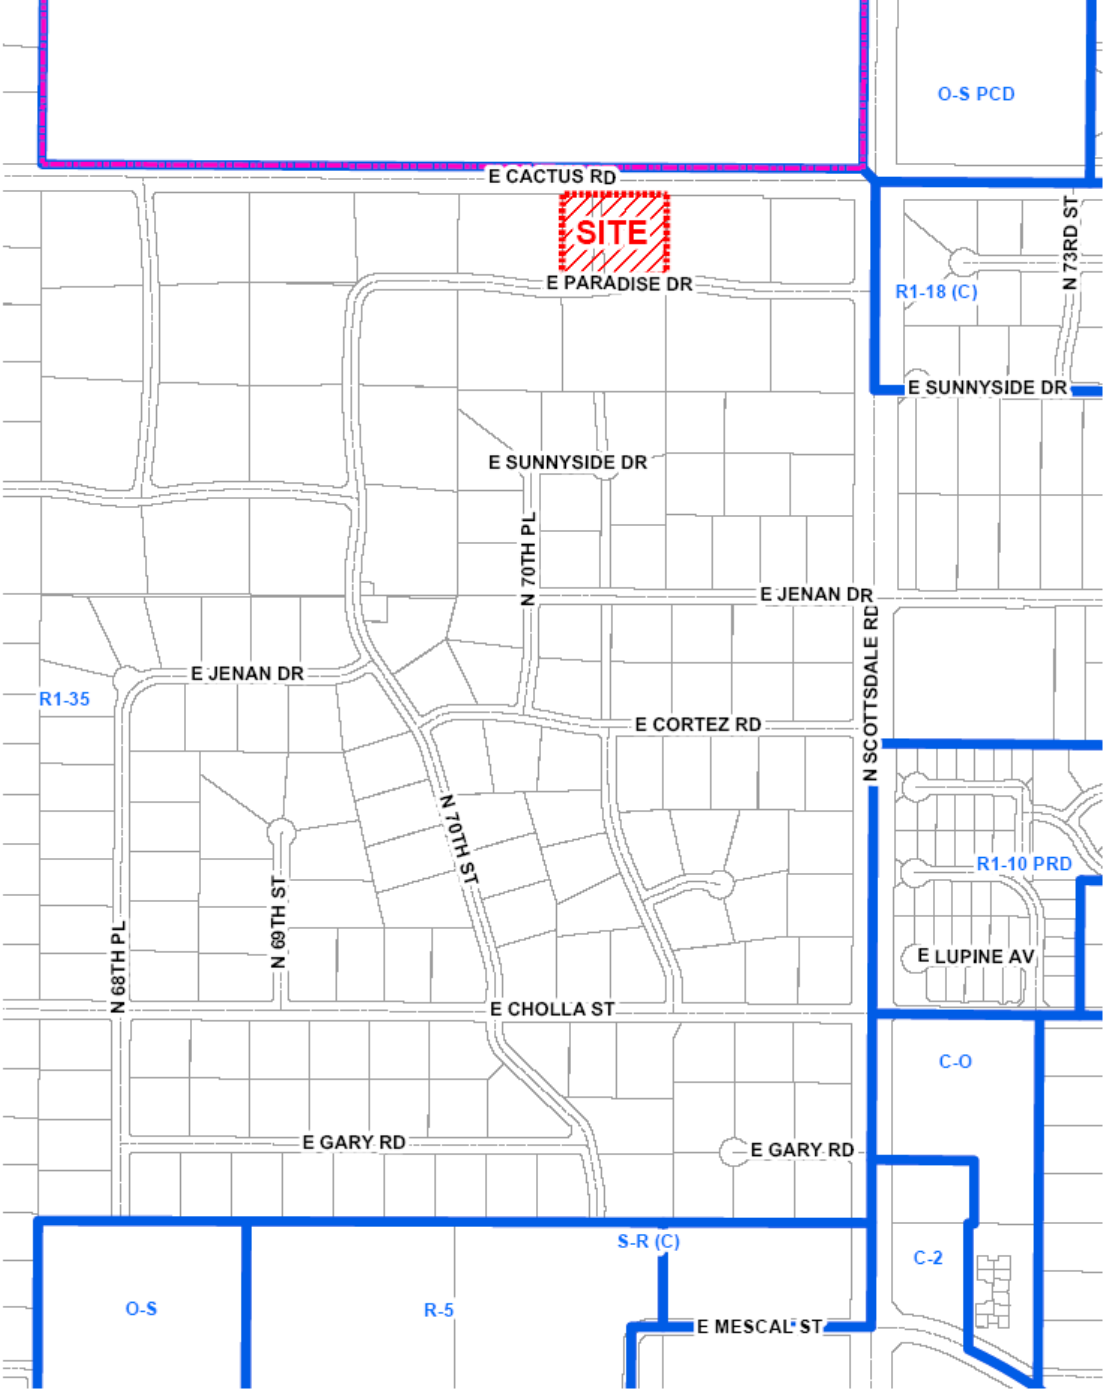 O-S PCD
E CACTUS RD
SITE
N 73RD ST
E PARADISE DR
R1-18 (C)
E SUNNYSIDE DR
E SUNNYSIDE DR
N 70TH PL
E JENAN DR
N SCOTTSDALE RD
E JENAN DR
R1-35
E CORTEZ RD
N 70TH ST
R1-10 PRD
N 69TH ST
N 68TH PL
E LUPINE AV
E CHOLLA ST
C-O
E GARY RD
E GARY RD
S-R (C)
C-2
O-S
R-5
E MESCAL ST